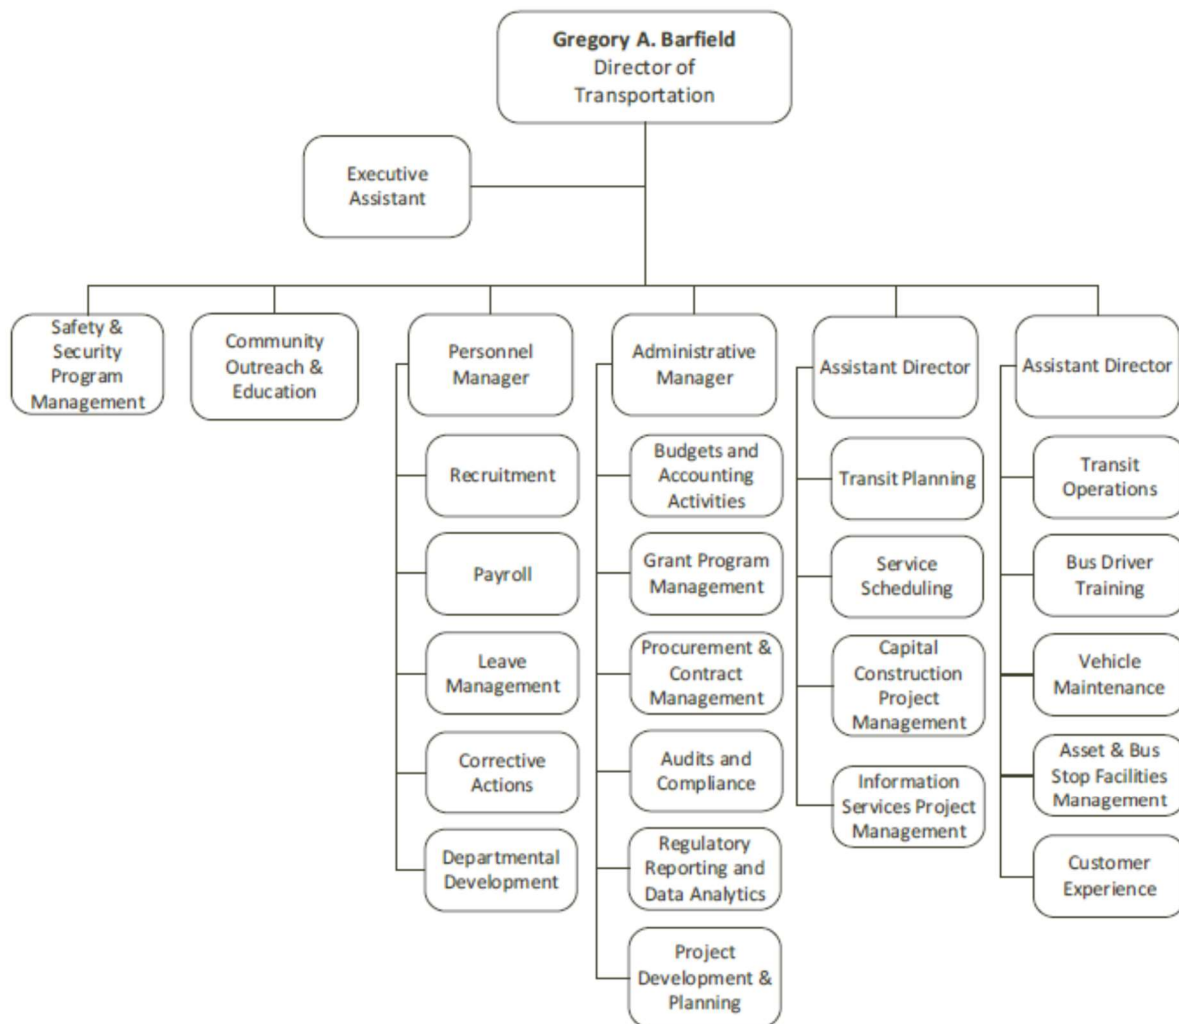 Gregory A. Barfield
Director of
Transportation
Executive
Assistant
Safety &
Security
Program
Management
Community
Outreach &
Education
Personnel
Manager
Recruitment
Payroll
Leave
Management
Corrective
Actions
Departmental
Development
Administrative
Manager
Budgets and
Accounting
Activities
Grant Program
Management
Procurement &
Contract
Management
Audits and
Compliance
Regulatory
Reporting and
Data Analytics
Project
Development &
Planning
Assistant Director
Transit Planning
Service
Scheduling
Capital
Construction
Project
Management
Information
Services Project
Management
Assistant Director
Transit
Operations
Bus Driver
Training
Vehicle
Maintenance
Asset & Bus
Stop Facilities
Management
Customer
Experience